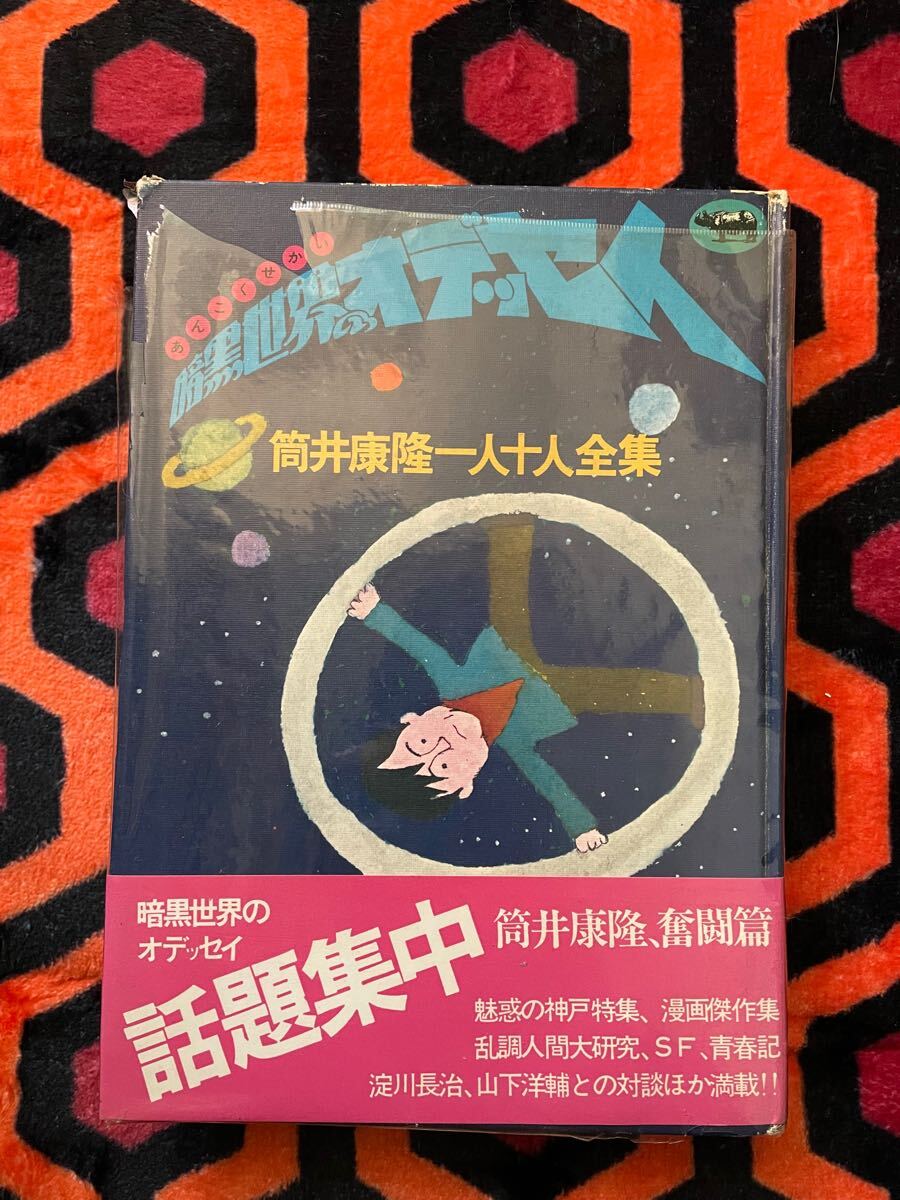 あんこくせかい
暗黒世界のオデッセイ
筒井康隆一人十人全集
暗黒世界の
オデッセイ
話題集中
筒井康隆、奮闘篇
魅惑の神戸特集、漫画傑作集
乱調人間大研究、ＳＦ、青春記
淀川長治、山下洋輔との対談ほか満載!!